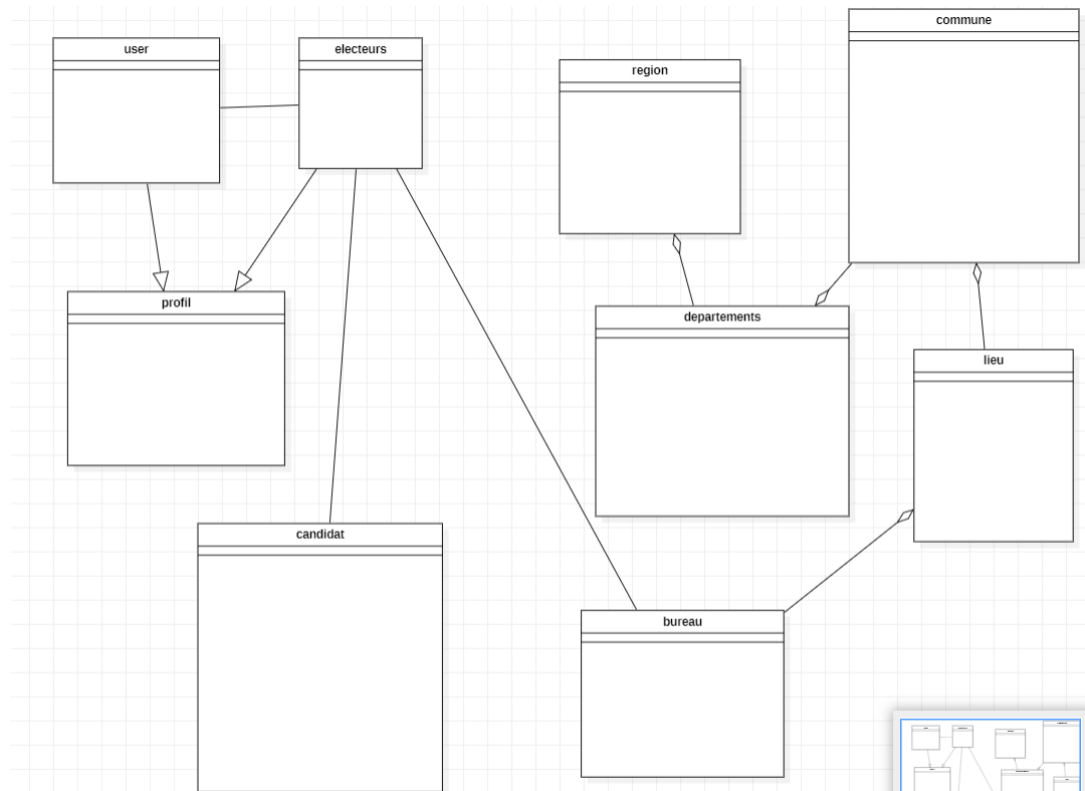 user
electeurs
region
commune
profil
departements
lieu
candidat
bureau